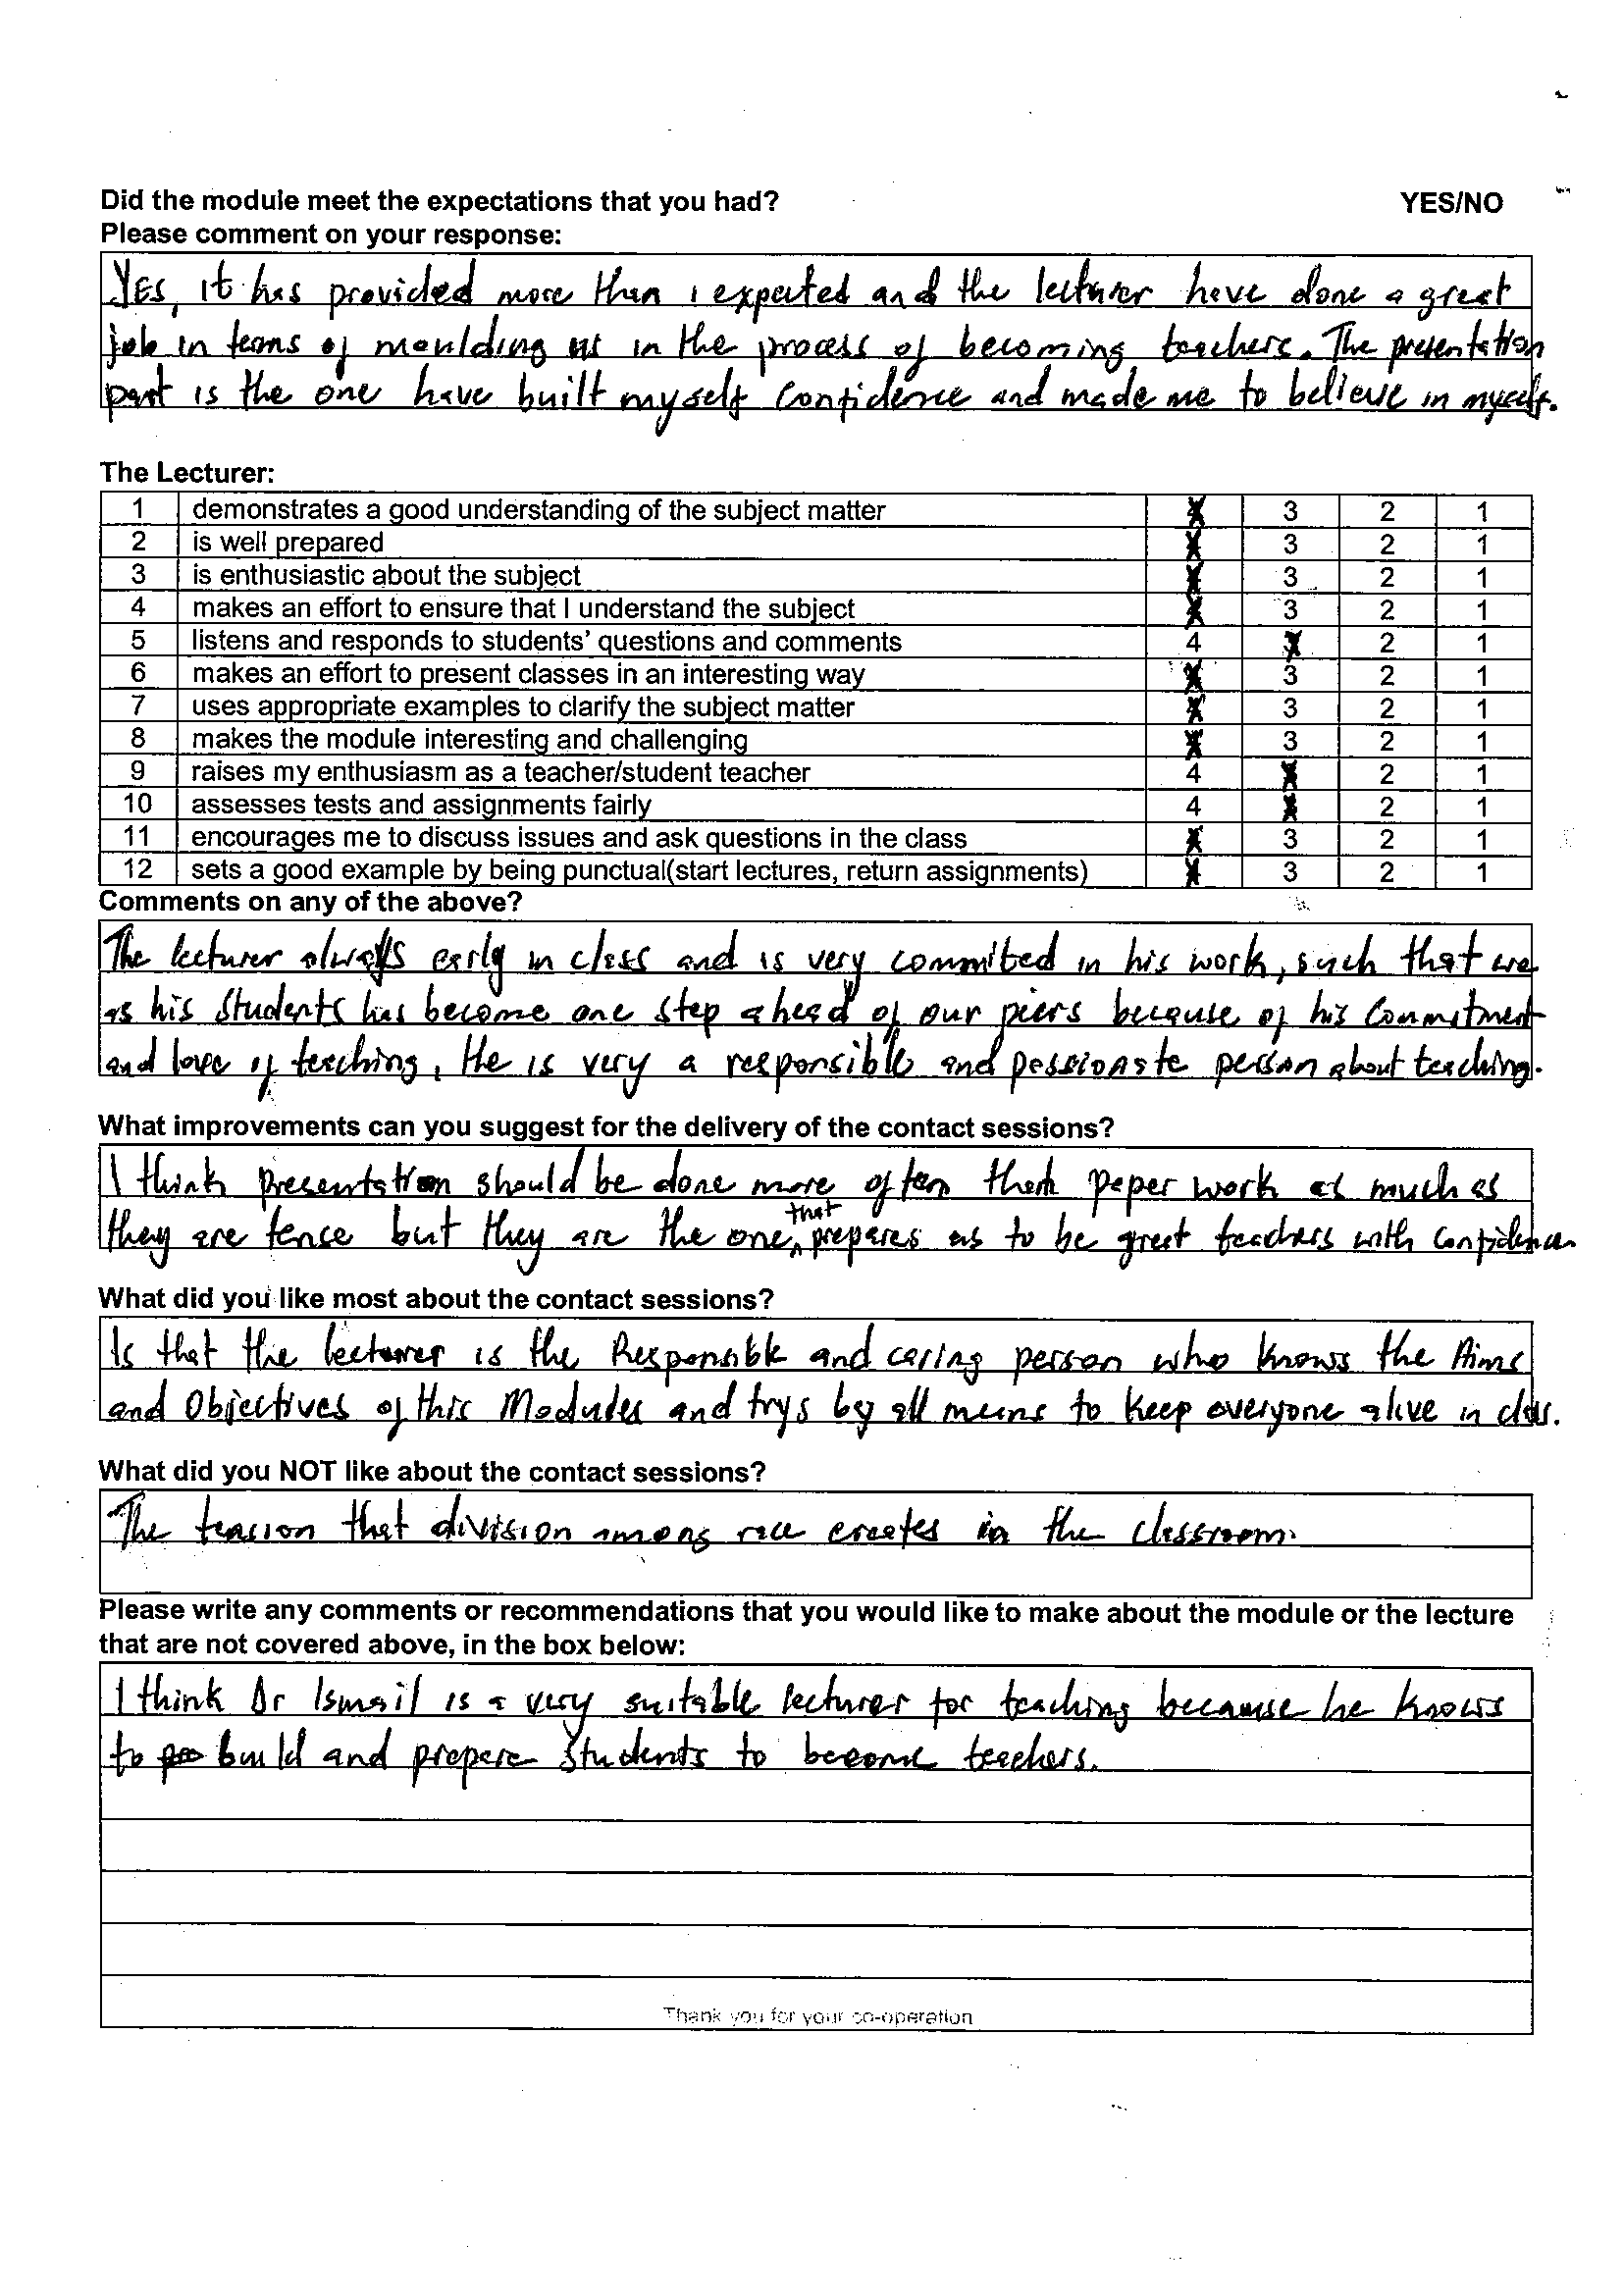 Did the module meet the expectations that you had? YES/NO
Please comment on your response:
YES, it has provided more than i expected and the lecturer have done a great
job in terms of moulding us in the process of becoming teachers. The presentation
part is the one have built myself confidence and made me to believe in myself.
The Lecturer:
1 demonstrates a good understanding of the subject matter 4 3 2 1
2 is well prepared 4 3 2 1
3 is enthusiastic about the subject 4 3 2 1
4 makes an effort to ensure that I understand the subject 4 3 2 1
5 listens and responds to students' questions and comments 4 3 2 1
6 makes an effort to present classes in an interesting way 4 3 2 1
7 uses appropriate examples to clarify the subject matter 4 3 2 1
8 makes the module interesting and challenging 4 3 2 1
9 raises my enthusiasm as a teacher/student teacher 4 3 2 1
10 assesses tests and assignments fairly 4 3 2 1
11 encourages me to discuss issues and ask questions in the class 4 3 2 1
12 sets a good example by being punctual(start lectures, return assignments) 4 3 2 1
Comments on any of the above?
The lecturer always early in class and is very commited in his work, such that we
as his students has become one step ahead of our piers because of his commitment
and love of teaching, He is very a responsible and passionate person about teaching.
What improvements can you suggest for the delivery of the contact sessions?
I think presentation should be done more often than paper work as much as
they are tense but they are the one that prepares us to be great teachers with confidence
What did you like most about the contact sessions?
Is that the lecturer is the Responsible and caring person who knows the Aims
and Objectives of this Modules and trys by all means to keep everyone alive in class.
What did you NOT like about the contact sessions?
The tension that division among race creates in the classroom.
Please write any comments or recommendations that you would like to make about the module or the lecture
that are not covered above, in the box below:
I think Dr Ismail is a very suitable lecturer for teaching because he knows
to build and prepare students to become teachers.
Thank you for your co-operation